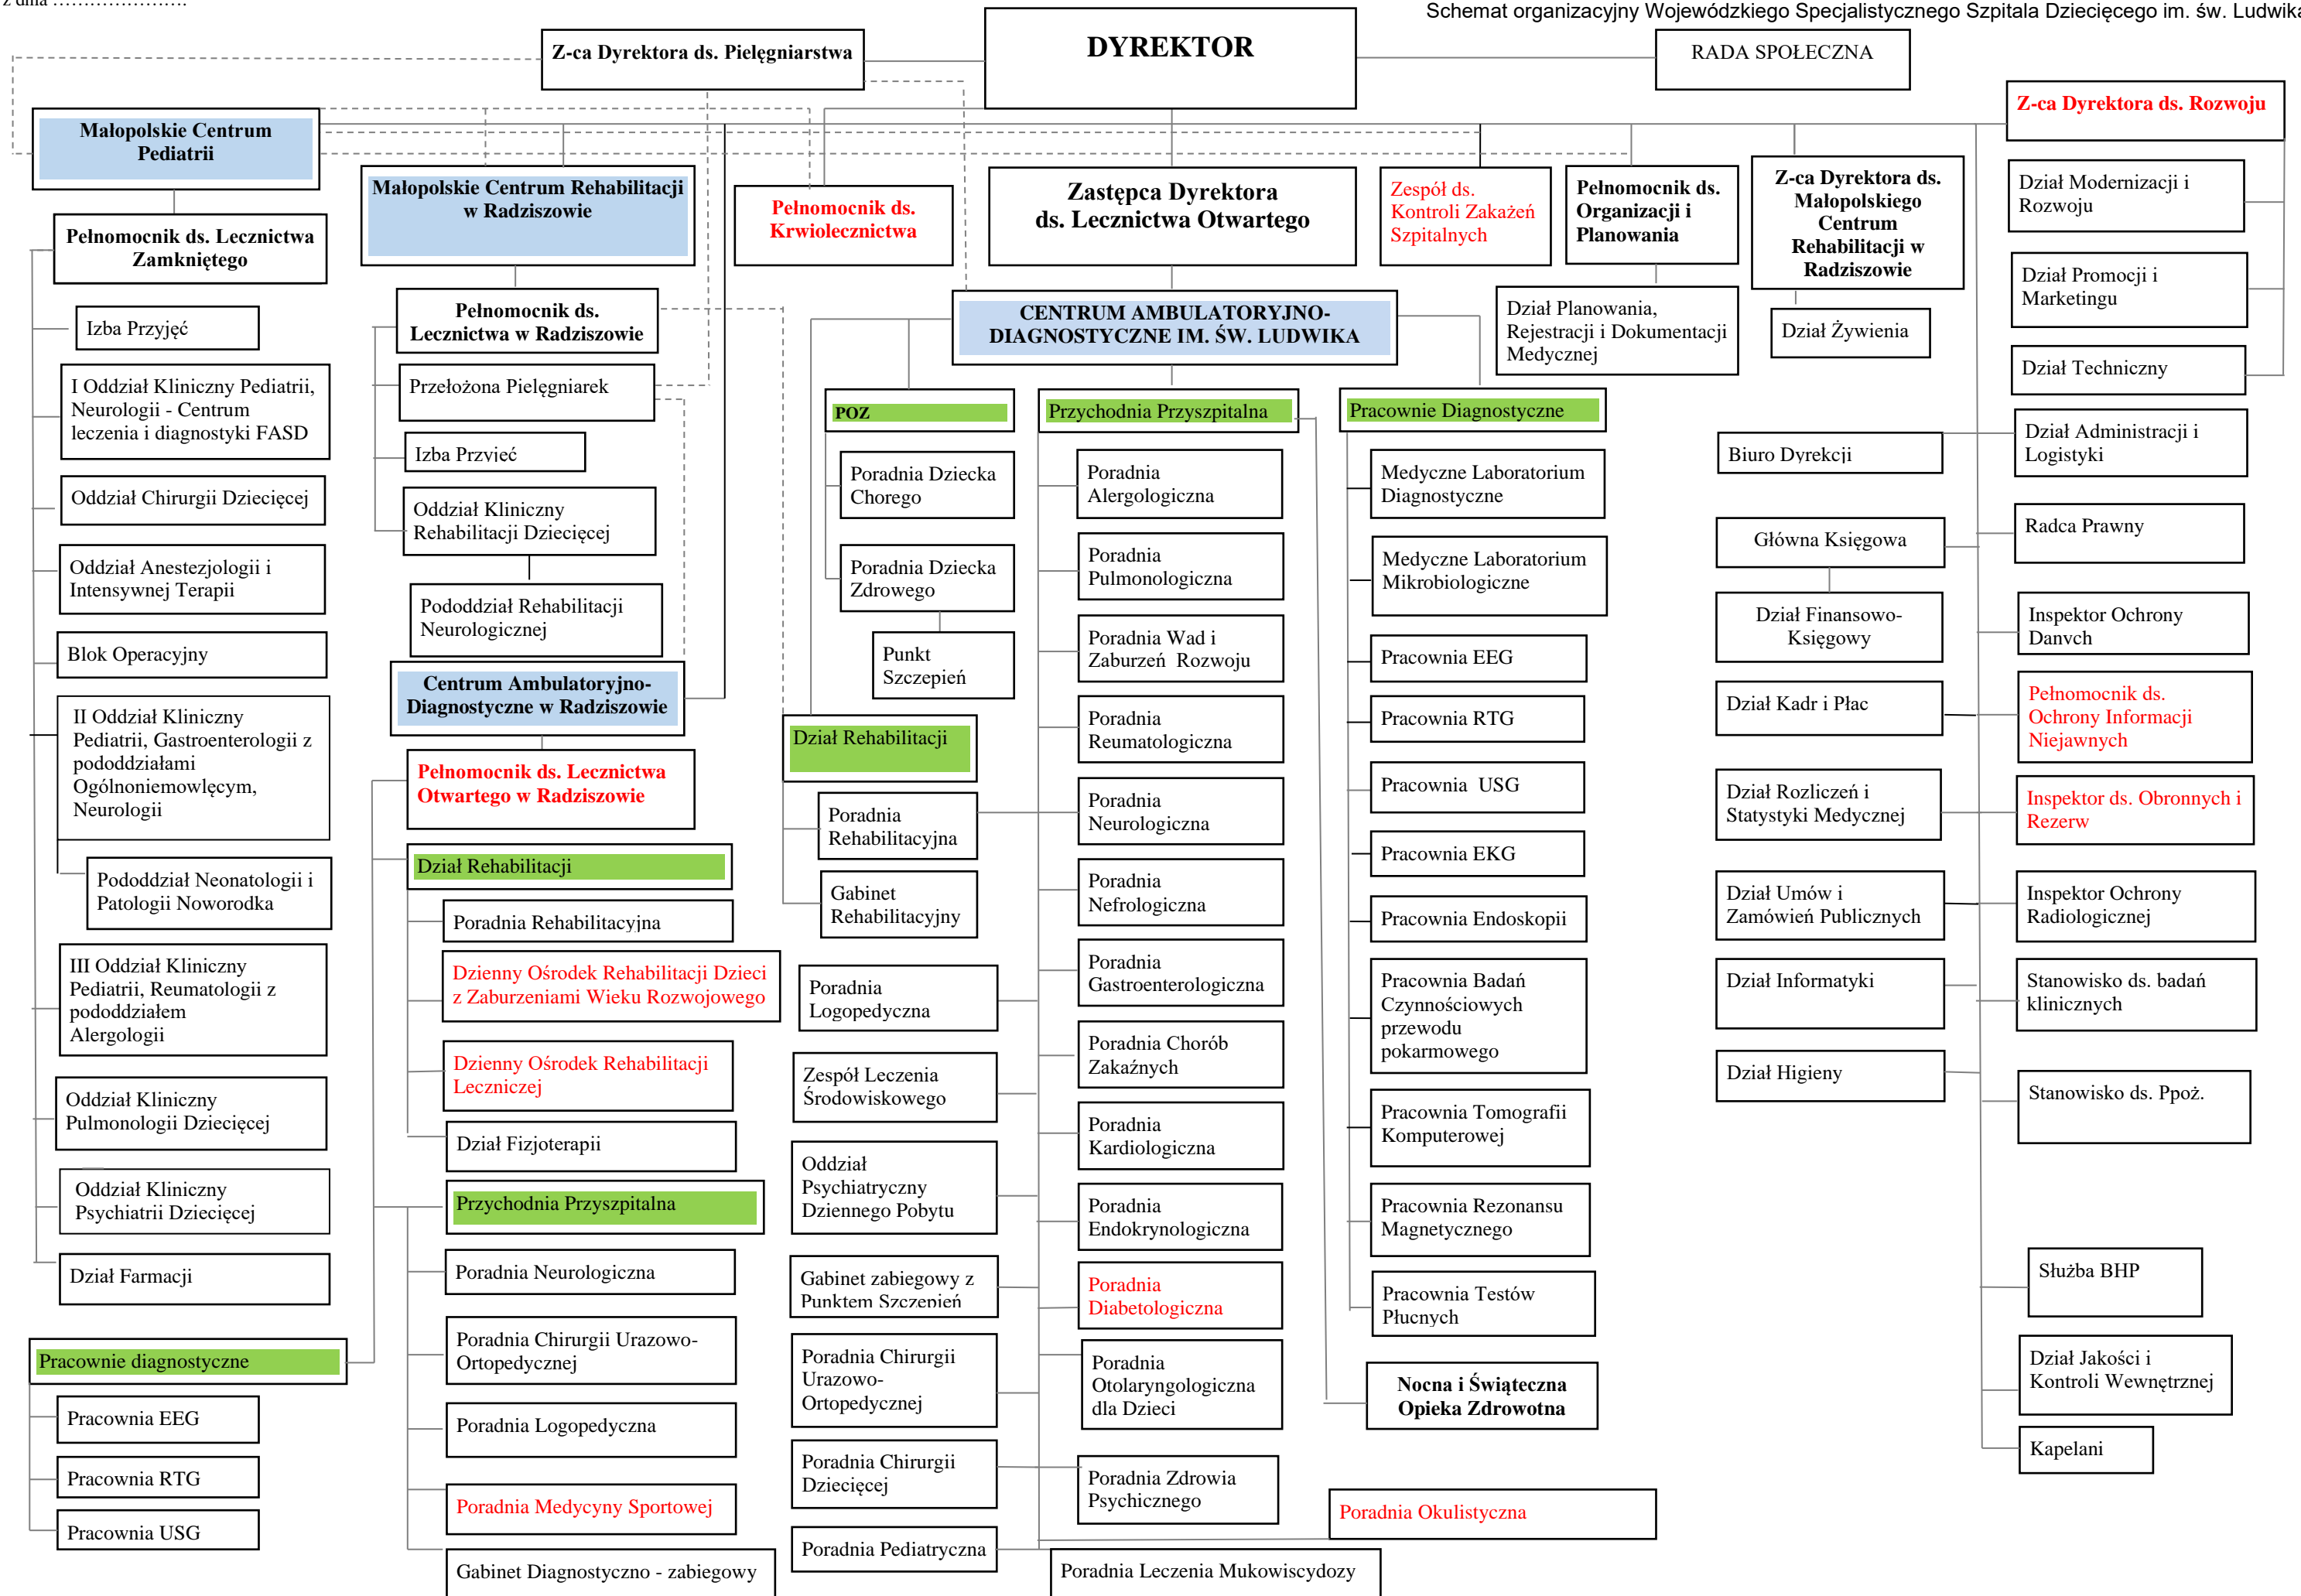 z dnia ………………….
Schemat organizacyjny Wojewódzkiego Specjalistycznego Szpitala Dziecięcego im. św. Ludwika
Z-ca Dyrektora ds. Pielęgniarstwa
DYREKTOR
RADA SPOŁECZNA
Z-ca Dyrektora ds. Rozwoju
Małopolskie Centrum
Pediatrii
Małopolskie Centrum Rehabilitacji
w Radziszowie
Pełnomocnik ds.
Krwiolecznictwa
Zastępca Dyrektora
ds. Lecznictwa Otwartego
Zespół ds.
Kontroli Zakażeń
Szpitalnych
Pełnomocnik ds.
Organizacji i
Planowania
Z-ca Dyrektora ds.
Małopolskiego
Centrum
Rehabilitacji w
Radziszowie
Dział Modernizacji i
Rozwoju
Dział Promocji i
Marketingu
Dział Techniczny
Pełnomocnik ds. Lecznictwa
Zamkniętego
Izba Przyjęć
I Oddział Kliniczny Pediatrii,
Neurologii - Centrum
leczenia i diagnostyki FASD
Oddział Chirurgii Dziecięcej
Oddział Anestezjologii i
Intensywnej Terapii
Blok Operacyjny
II Oddział Kliniczny
Pediatrii, Gastroenterologii z
pododdziałami
Ogólnoniemowlęcym,
Neurologii
Pododdział Neonatologii i
Patologii Noworodka
III Oddział Kliniczny
Pediatrii, Reumatologii z
pododdziałem
Alergologii
Oddział Kliniczny
Pulmonologii Dziecięcej
Oddział Kliniczny
Psychiatrii Dziecięcej
Dział Farmacji
Pracownie diagnostyczne
Pracownia EEG
Pracownia RTG
Pracownia USG
Pełnomocnik ds.
Lecznictwa w Radziszowie
Przełożona Pielęgniarek
Izba Przyjęć
Oddział Kliniczny
Rehabilitacji Dziecięcej
Pododdział Rehabilitacji
Neurologicznej
Centrum Ambulatoryjno-
Diagnostyczne w Radziszowie
Pełnomocnik ds. Lecznictwa
Otwartego w Radziszowie
Dział Rehabilitacji
Poradnia Rehabilitacyjna
Dzienny Ośrodek Rehabilitacji Dzieci
z Zaburzeniami Wieku Rozwojowego
Dzienny Ośrodek Rehabilitacji
Leczniczej
Dział Fizjoterapii
Przychodnia Przyszpitalna
Poradnia Neurologiczna
Poradnia Chirurgii Urazowo-
Ortopedycznej
Poradnia Logopedyczna
Poradnia Medycyny Sportowej
Gabinet Diagnostyczno - zabiegowy
CENTRUM AMBULATORYJNO-
DIAGNOSTYCZNE IM. ŚW. LUDWIKA
POZ
Poradnia Dziecka
Chorego
Poradnia Dziecka
Zdrowego
Punkt
Szczepień
Dział Rehabilitacji
Poradnia
Rehabilitacyjna
Gabinet
Rehabilitacyjny
Poradnia
Logopedyczna
Zespół Leczenia
Środowiskowego
Oddział
Psychiatryczny
Dziennego Pobytu
Gabinet zabiegowy z
Punktem Szczepień
Poradnia Chirurgii
Urazowo-
Ortopedycznej
Poradnia Chirurgii
Dziecięcej
Poradnia Pediatryczna
Przychodnia Przyszpitalna
Poradnia
Alergologiczna
Poradnia
Pulmonologiczna
Poradnia Wad i
Zaburzeń Rozwoju
Poradnia
Reumatologiczna
Poradnia
Neurologiczna
Poradnia
Nefrologiczna
Poradnia
Gastroenterologiczna
Poradnia Chorób
Zakaźnych
Poradnia
Kardiologiczna
Poradnia
Endokrynologiczna
Poradnia
Diabetologiczna
Poradnia
Otolaryngologiczna
dla Dzieci
Poradnia Zdrowia
Psychicznego
Poradnia Leczenia Mukowiscydozy
Pracownie Diagnostyczne
Medyczne Laboratorium
Diagnostyczne
Medyczne Laboratorium
Mikrobiologiczne
Pracownia EEG
Pracownia RTG
Pracownia USG
Pracownia EKG
Pracownia Endoskopii
Pracownia Badań
Czynnościowych
przewodu
pokarmowego
Pracownia Tomografii
Komputerowej
Pracownia Rezonansu
Magnetycznego
Pracownia Testów
Płucnych
Nocna i Świąteczna
Opieka Zdrowotna
Poradnia Okulistyczna
Dział Planowania,
Rejestracji i Dokumentacji
Medycznej
Dział Żywienia
Biuro Dyrekcji
Główna Księgowa
Dział Finansowo-
Księgowy
Dział Kadr i Płac
Dział Rozliczeń i
Statystyki Medycznej
Dział Umów i
Zamówień Publicznych
Dział Informatyki
Dział Higieny
Dział Administracji i
Logistyki
Radca Prawny
Inspektor Ochrony
Danych
Pełnomocnik ds.
Ochrony Informacji
Niejawnych
Inspektor ds. Obronnych i
Rezerw
Inspektor Ochrony
Radiologicznej
Stanowisko ds. badań
klinicznych
Stanowisko ds. Ppoż.
Służba BHP
Dział Jakości i
Kontroli Wewnętrznej
Kapelani